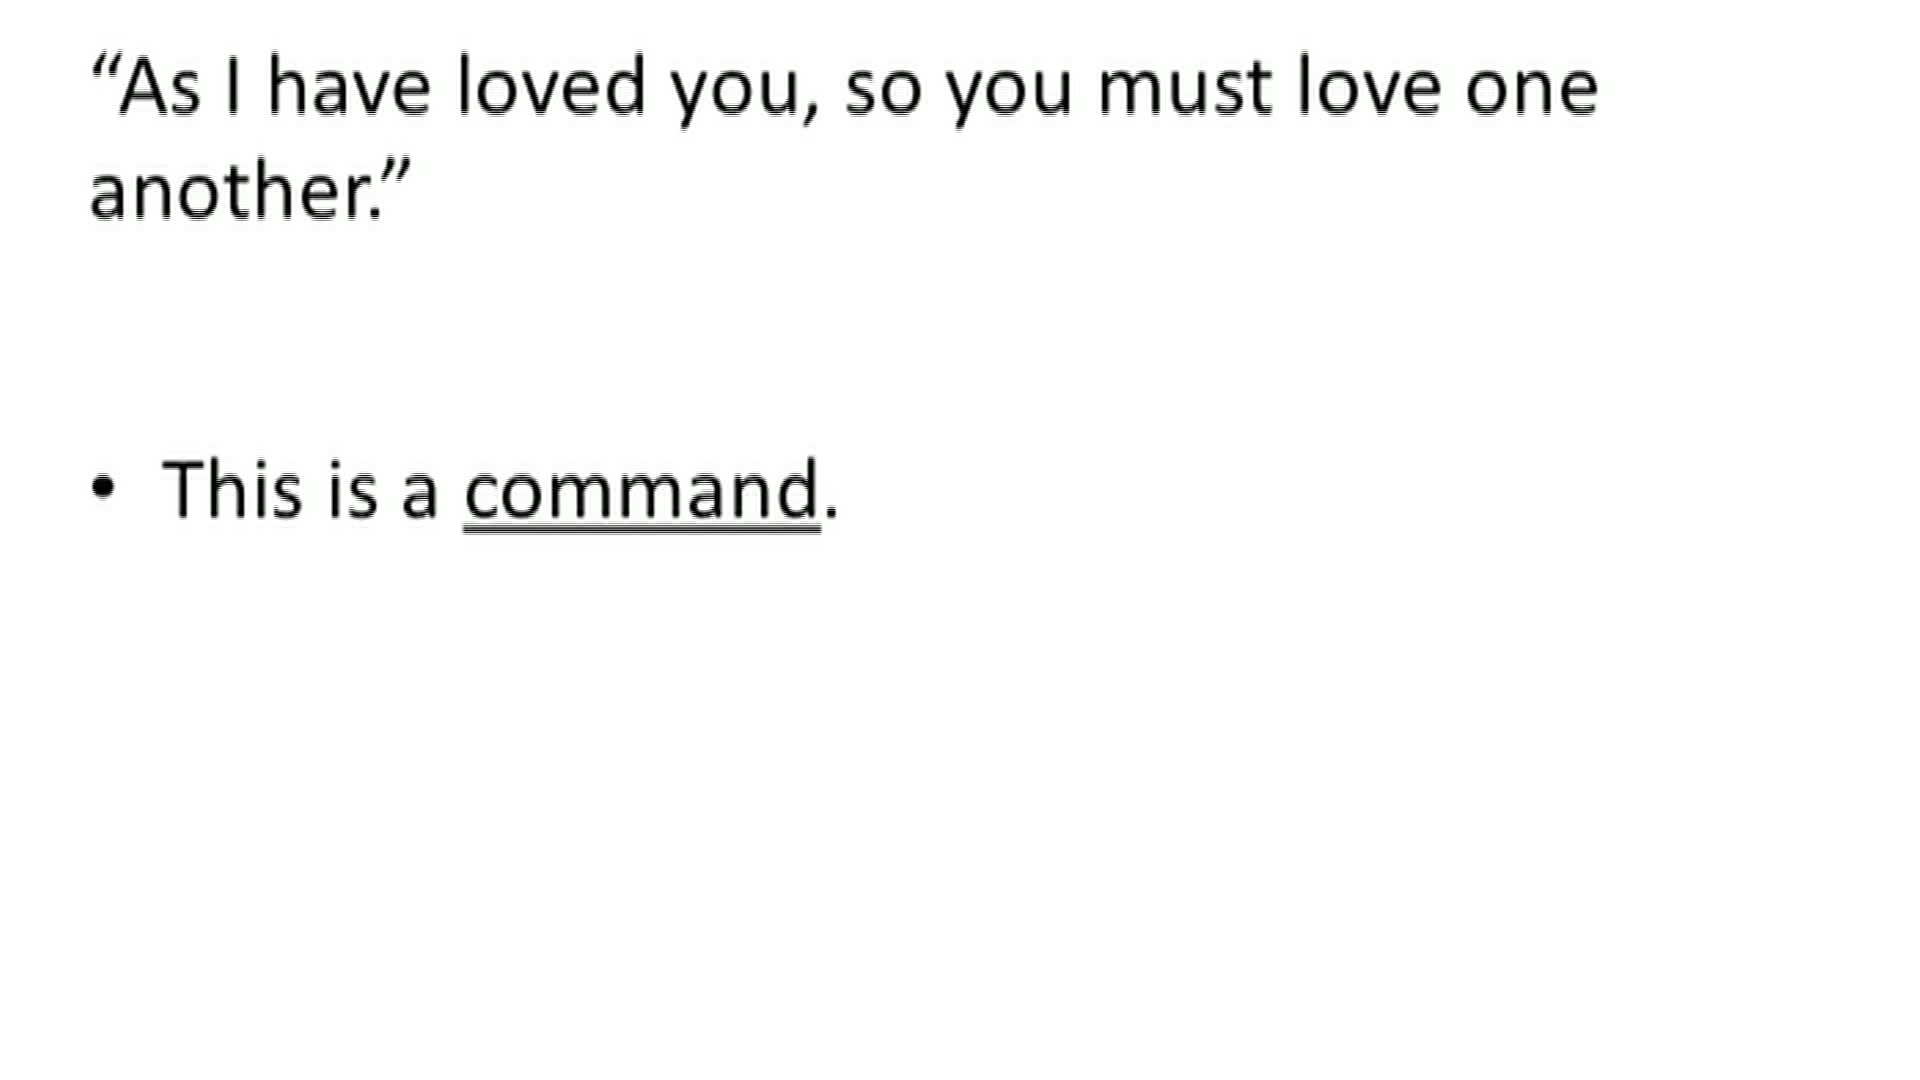 “As I have loved you, so you must love one
another.”
• This is a command.